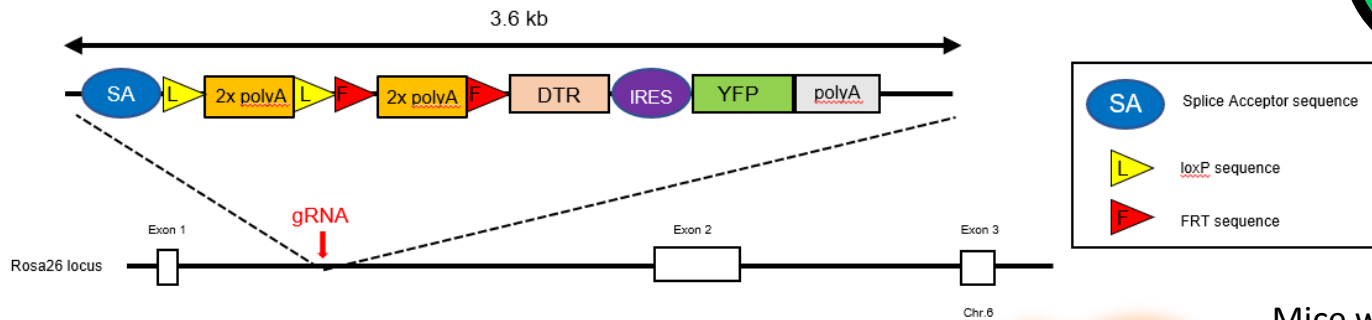 3.6 kb
SA L 2x polyA L F 2x polyA F DTR IRES YFP polyA
SA Splice Acceptor sequence
L loxP sequence
F FRT sequence
gRNA
Exon 1 Exon 2 Exon 3
Rosa26 locus
Chr.6
Mice w